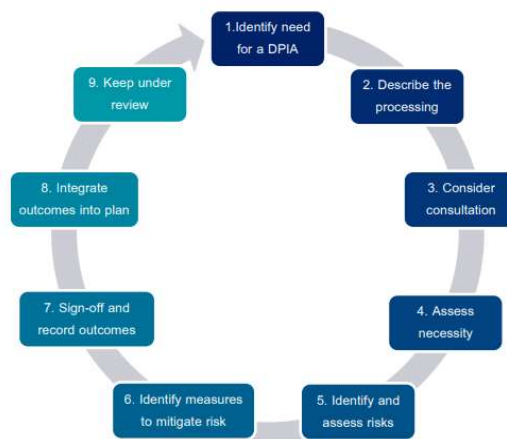 1.Identify need
for a DPIA
2. Describe the
processing
3. Consider
consultation
4. Assess
necessity
5. Identify and
assess risks
6. Identify measures
to mitigate risk
7. Sign-off and
record outcomes
8. Integrate
outcomes into plan
9. Keep under
review